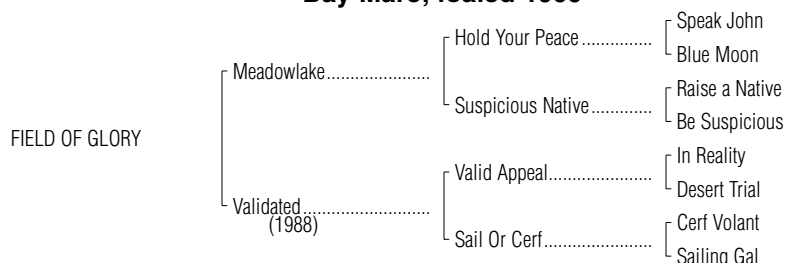 Bay Mare; foaled
Speak John
Hold Your Peace
Blue Moon
Meadowlake
Raise a Native
Suspicious Native
Be Suspicious
FIELD OF GLORY
In Reality
Valid Appeal
Desert Trial
Validated
(1988)
Cerf Volant
Sail Or Cerf
Sailing Gal